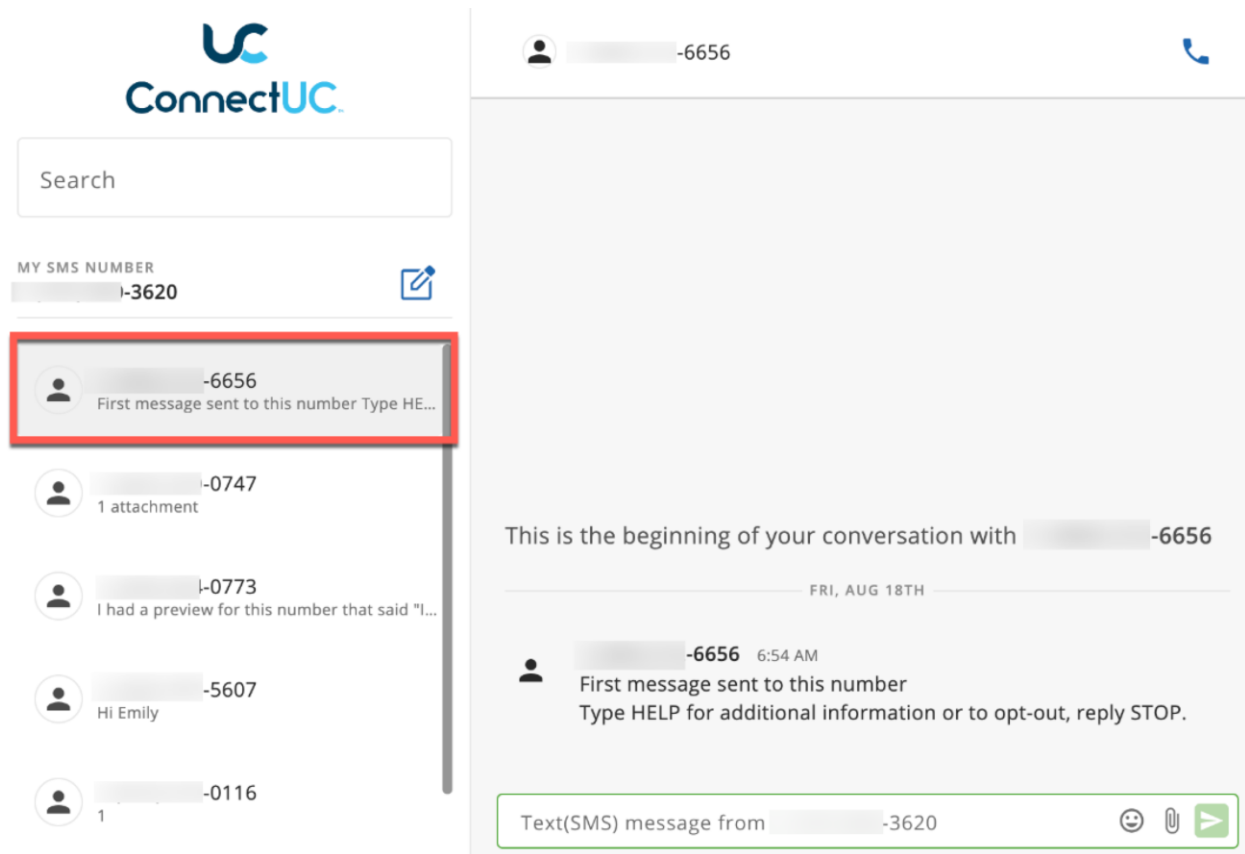 ConnectUC
Search
MY SMS NUMBER
-3620
-6656
First message sent to this number Type HE...
-0747
1 attachment
-0773
I had a preview for this number that said "I...
-5607
Hi Emily
-0116
1
-6656
This is the beginning of your conversation with -6656
FRI, AUG 18TH
-6656 6:54 AM
First message sent to this number
Type HELP for additional information or to opt-out, reply STOP.
Text(SMS) message from -3620